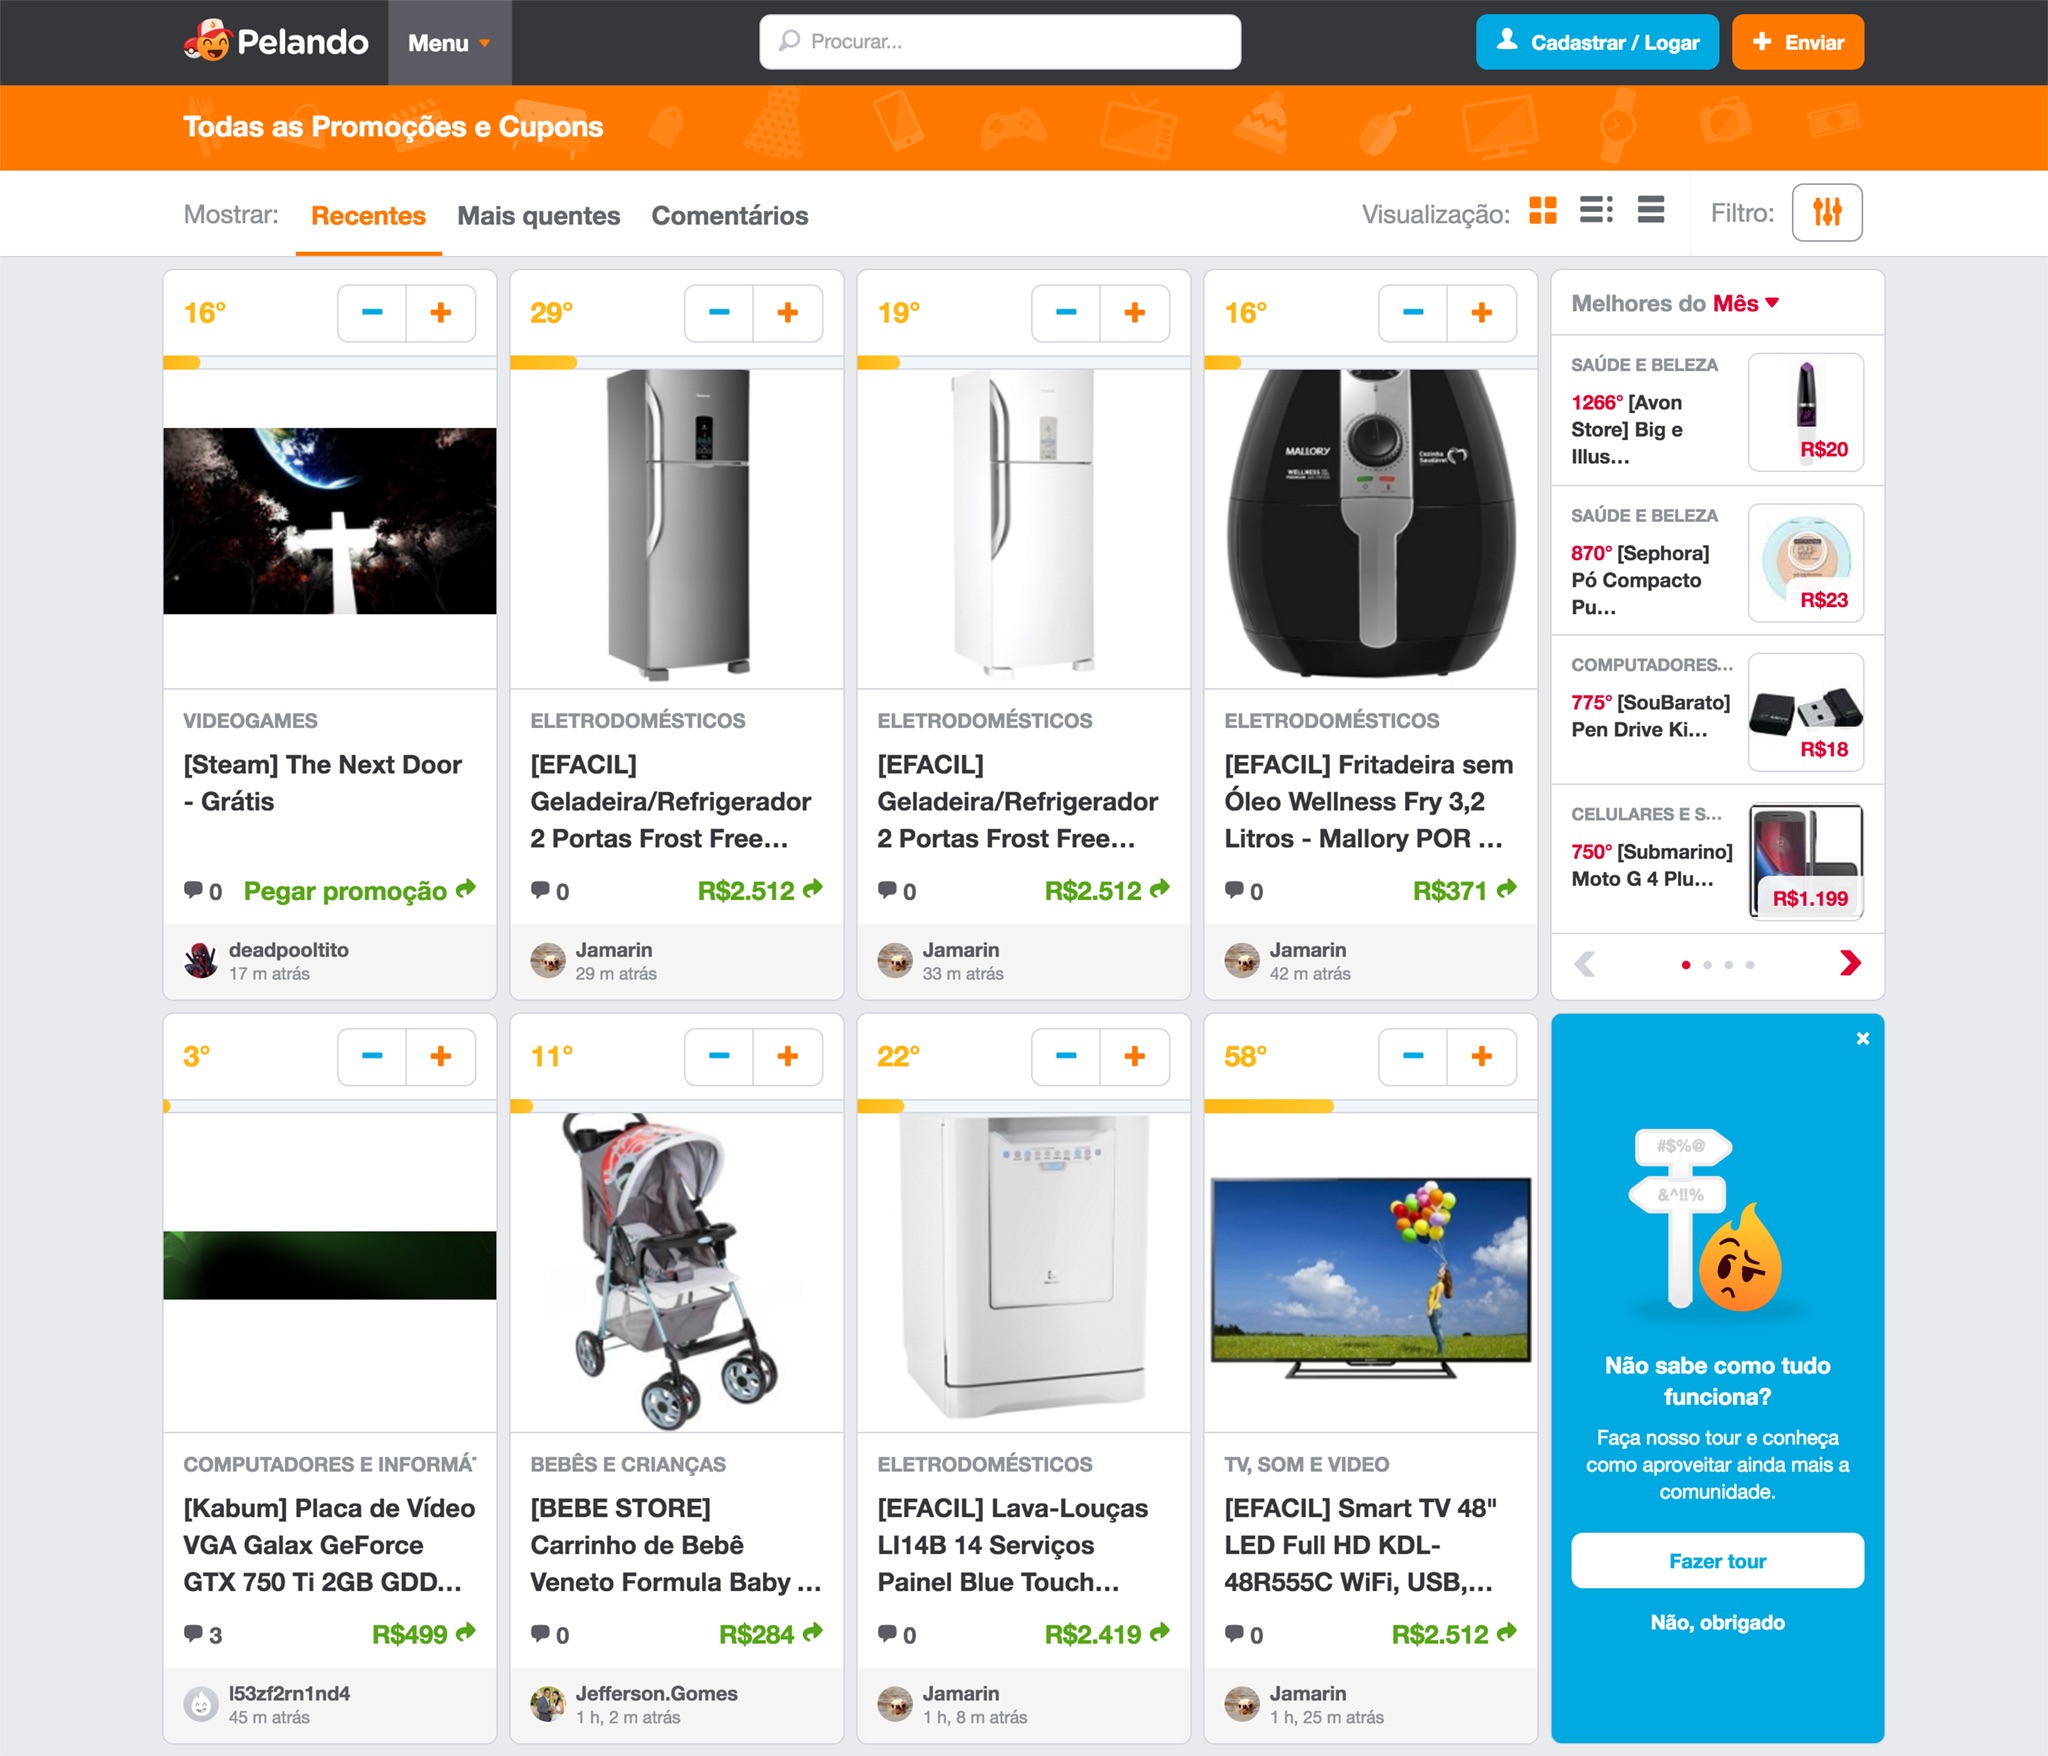 Pelando
Menu
Procurar...
Cadastrar / Logar
Enviar
Todas as Promoções e Cupons
Mostrar:
Recentes
Mais quentes
Comentários
Visualização:
Filtro:
16°
VIDEOGAMES
[Steam] The Next Door
- Grátis
0
Pegar promoção
deadpooltito
17 m atrás
29°
ELETRODOMÉSTICOS
[EFACIL]
Geladeira/Refrigerador
2 Portas Frost Free...
0
R$2.512
Jamarin
29 m atrás
19°
ELETRODOMÉSTICOS
[EFACIL]
Geladeira/Refrigerador
2 Portas Frost Free...
0
R$2.512
Jamarin
33 m atrás
16°
MALLORY
Cozinha
Saudável
WELLNESS
ELETRODOMÉSTICOS
[EFACIL] Fritadeira sem
Óleo Wellness Fry 3,2
Litros - Mallory POR ...
0
R$371
Jamarin
42 m atrás
Melhores do Mês
SAÚDE E BELEZA
1266° [Avon
Store] Big e
Illus...
R$20
SAÚDE E BELEZA
870° [Sephora]
Pó Compacto
Pu...
R$23
COMPUTADORES...
775° [SouBarato]
Pen Drive Ki...
R$18
CELULARES E S...
750° [Submarino]
Moto G 4 Plu...
R$1.199
3°
COMPUTADORES E INFORMÁ
[Kabum] Placa de Vídeo
VGA Galax GeForce
GTX 750 Ti 2GB GDD...
3
R$499
l53zf2rn1nd4
45 m atrás
11°
BEBÊS E CRIANÇAS
[BEBE STORE]
Carrinho de Bebê
Veneto Formula Baby ...
0
R$284
Jefferson.Gomes
1 h, 2 m atrás
22°
ELETRODOMÉSTICOS
[EFACIL] Lava-Louças
LI14B 14 Serviços
Painel Blue Touch...
0
R$2.419
Jamarin
1 h, 8 m atrás
58°
TV, SOM E VIDEO
[EFACIL] Smart TV 48"
LED Full HD KDL-
48R555C WiFi, USB,...
0
R$2.512
Jamarin
1 h, 25 m atrás
#$%@
&^!!%
Não sabe como tudo
funciona?
Faça nosso tour e conheça
como aproveitar ainda mais a
comunidade.
Fazer tour
Não, obrigado